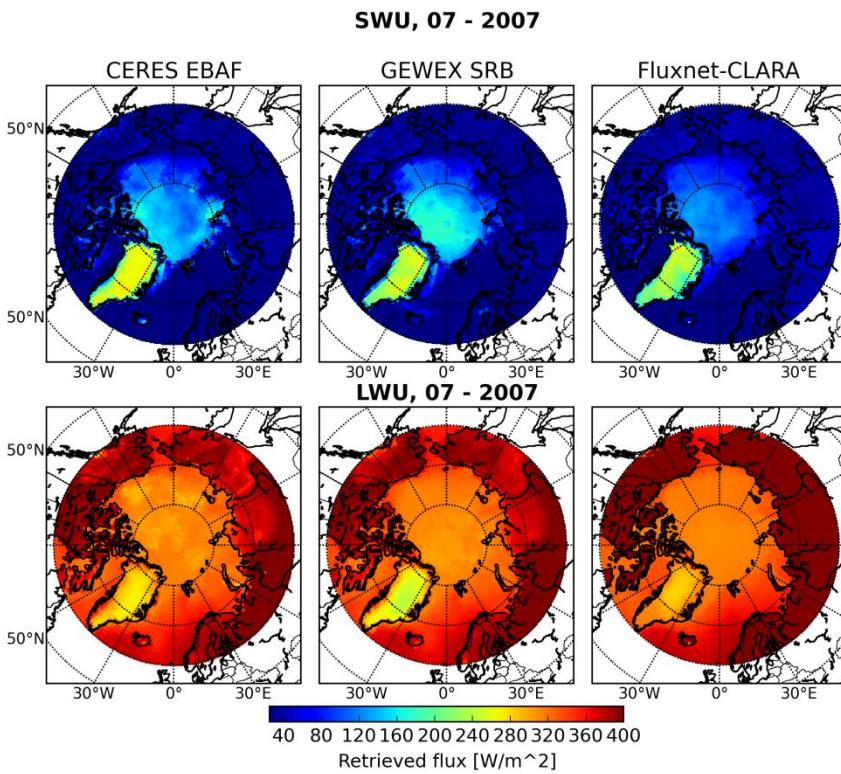 SWU, 07 - 2007
CERES EBAF GEWEX SRB Fluxnet-CLARA
50°N
50°N
30°W 0° 30°E 30°W 0° 30°E 30°W 0° 30°E
LWU, 07 - 2007
50°N
50°N
30°W 0° 30°E 30°W 0° 30°E 30°W 0° 30°E
40 80 120 160 200 240 280 320 360 400
Retrieved flux [W/m^2]